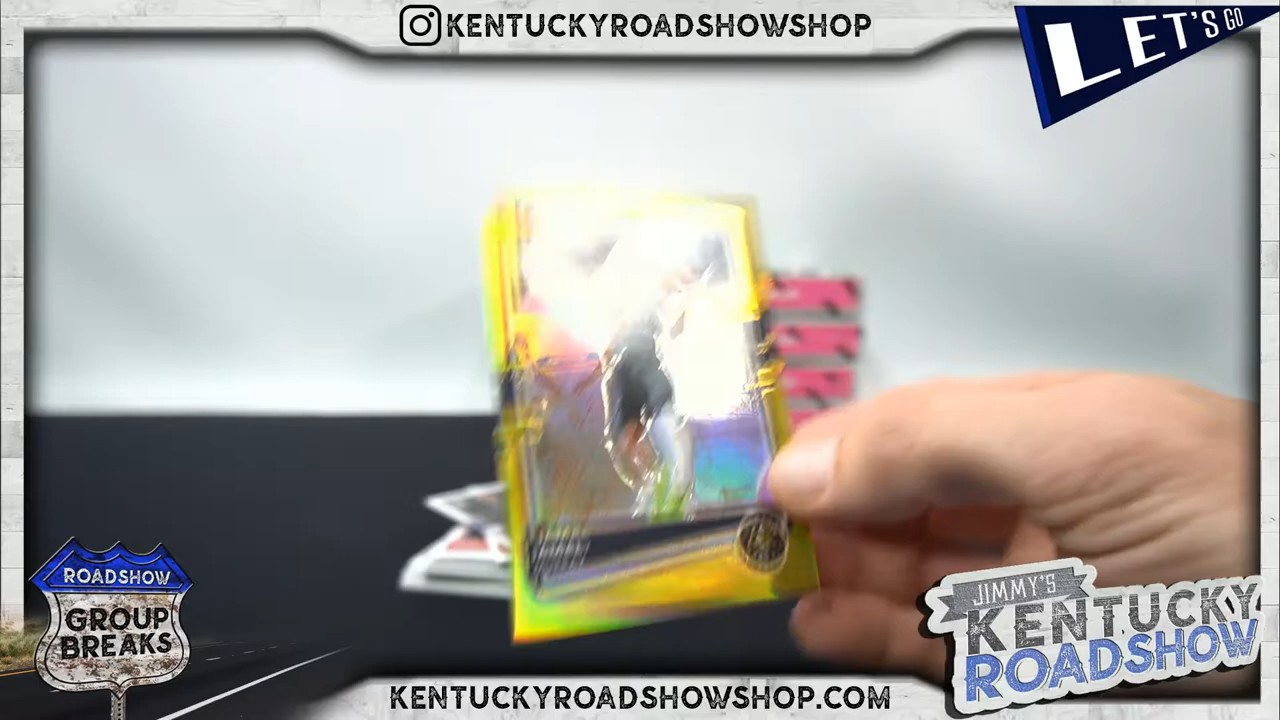 KENTUCKYROADSHOWSHOP
LET'S GO
ROADSHOW
GROUP
BREAKS
JIMMY'S
KENTUCKY
ROADSHOW
KENTUCKYROADSHOWSHOP.COM